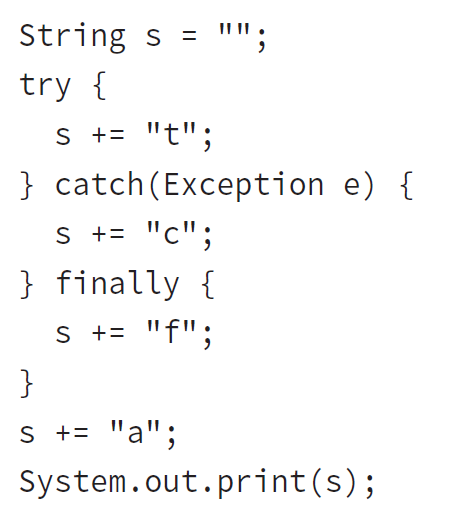 String s = "";
try {
  s += "t";
} catch(Exception e) {
  s += "c";
} finally {
  s += "f";
}
s += "a";
System.out.print(s);